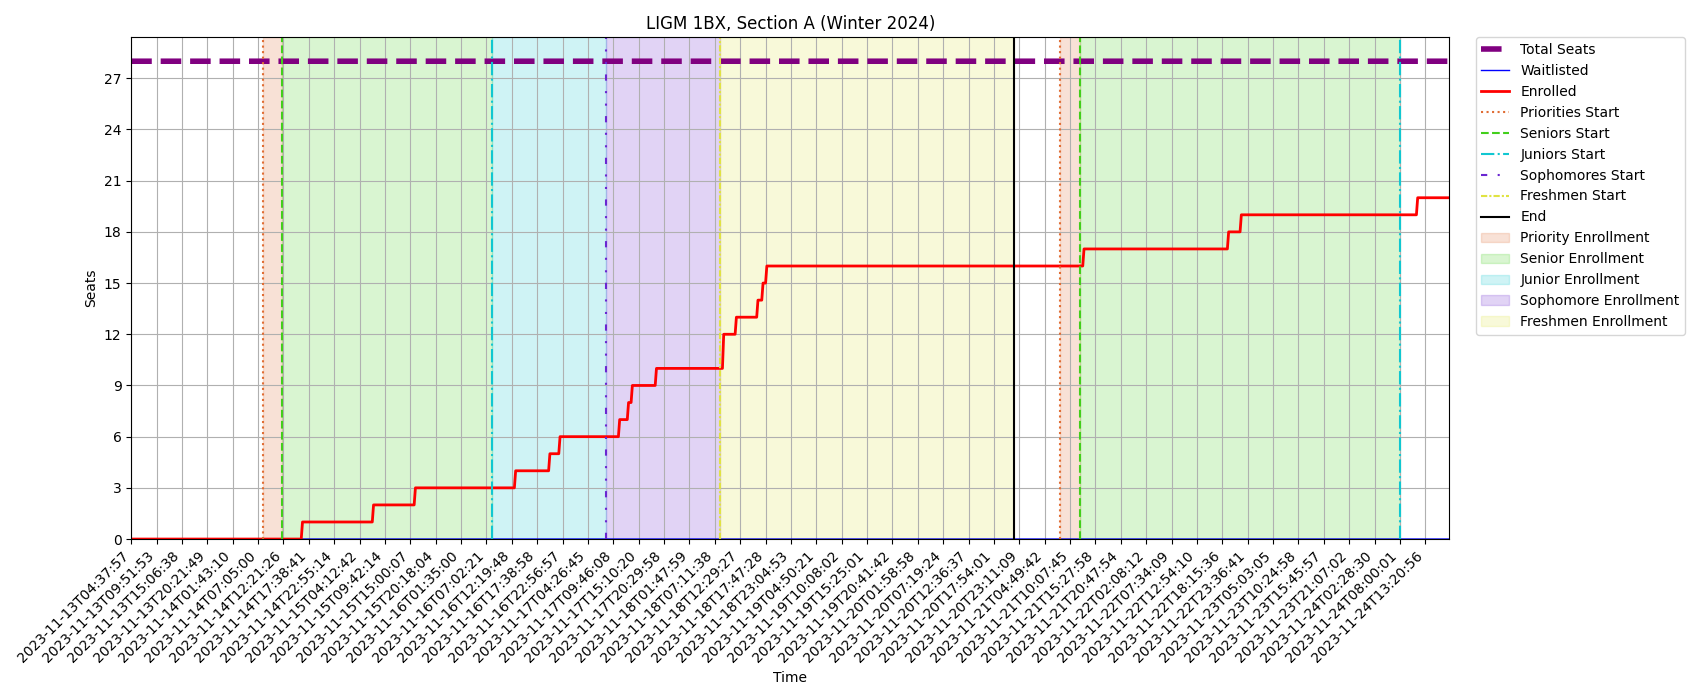 LIGM 1BX, Section A (Winter 2024)
Seats
27
24
21
18
15
12
9
6
3
0
2023-11-13T04:37:57
2023-11-13T09:51:53
2023-11-13T15:06:38
2023-11-13T20:21:49
2023-11-14T01:43:10
2023-11-14T07:05:00
2023-11-14T12:21:26
2023-11-14T17:38:41
2023-11-14T22:55:14
2023-11-15T04:12:42
2023-11-15T09:42:14
2023-11-15T15:00:07
2023-11-15T20:18:04
2023-11-16T01:35:00
2023-11-16T07:02:21
2023-11-16T12:19:48
2023-11-16T17:38:58
2023-11-16T22:56:57
2023-11-17T04:26:45
2023-11-17T09:46:08
2023-11-17T15:10:20
2023-11-17T20:29:58
2023-11-18T01:47:59
2023-11-18T07:11:38
2023-11-18T12:29:27
2023-11-18T17:47:28
2023-11-18T23:04:53
2023-11-19T04:50:21
2023-11-19T10:08:02
2023-11-19T15:25:01
2023-11-19T20:41:42
2023-11-20T01:58:58
2023-11-20T07:19:24
2023-11-20T12:36:37
2023-11-20T17:54:01
2023-11-20T23:11:09
2023-11-21T04:49:42
2023-11-21T10:07:45
2023-11-21T15:27:58
2023-11-21T20:47:54
2023-11-22T02:08:12
2023-11-22T07:34:09
2023-11-22T12:54:10
2023-11-22T18:15:36
2023-11-22T23:36:41
2023-11-23T05:03:05
2023-11-23T10:24:58
2023-11-23T15:45:57
2023-11-23T21:07:02
2023-11-24T02:28:30
2023-11-24T08:00:01
2023-11-24T13:20:56
Time
Total Seats
Waitlisted
Enrolled
Priorities Start
Seniors Start
Juniors Start
Sophomores Start
Freshmen Start
End
Priority Enrollment
Senior Enrollment
Junior Enrollment
Sophomore Enrollment
Freshmen Enrollment